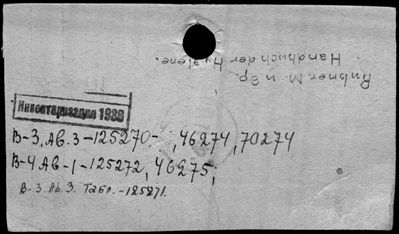 Rubner M. u Gr.
Handbuch der Hygiene.
Инвентаризация 1938
В-3, Ав. 3-125270-, 46274, 70274
В-4 Ав-1-125272, 46275;
В-3. Ав. 3. Табл.-125271.